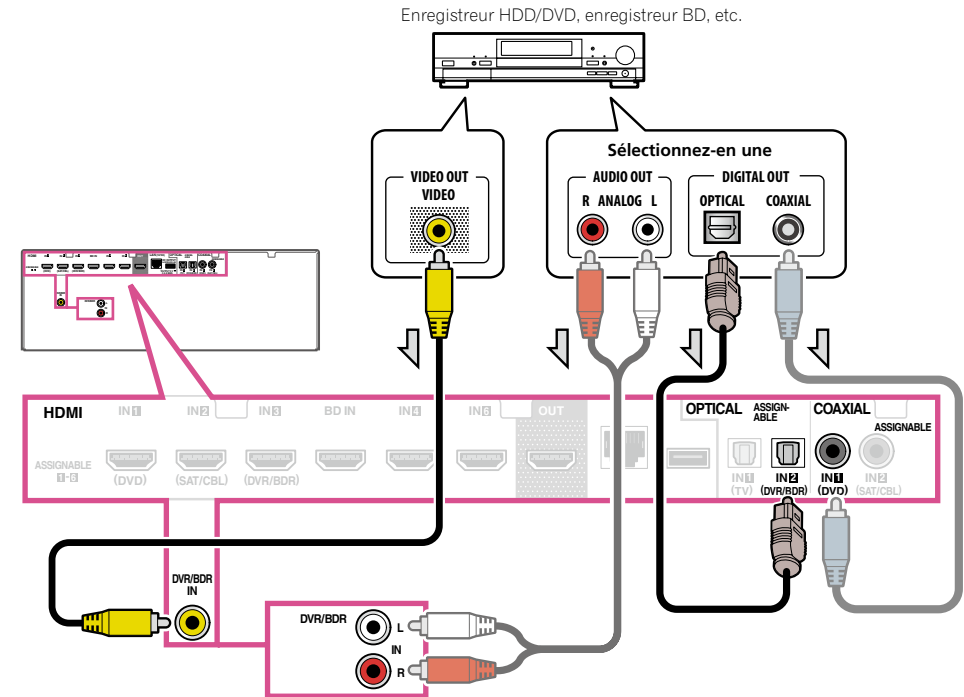 Enregistreur HDD/DVD, enregistreur BD, etc.
Sélectionnez-en une
VIDEO OUT
VIDEO
AUDIO OUT
R ANALOG L
DIGITAL OUT
OPTICAL COAXIAL
HDMI
HDMI
IN 1
IN 2
IN 3
BD IN
IN 4
OUT
OPTICAL
ASSIGN-
ABLE
COAXIAL
ASSIGNABLE
ASSIGNABLE
1-6
(DVD)
(SAT/CBL)
(DVR/BDR)
IN 1
(TV)
IN 2
(DVR/BDR)
IN 1
(DVD)
IN 2
(SAT/CBL)
DVR/BDR
IN
DVR/BDR
L
IN
R